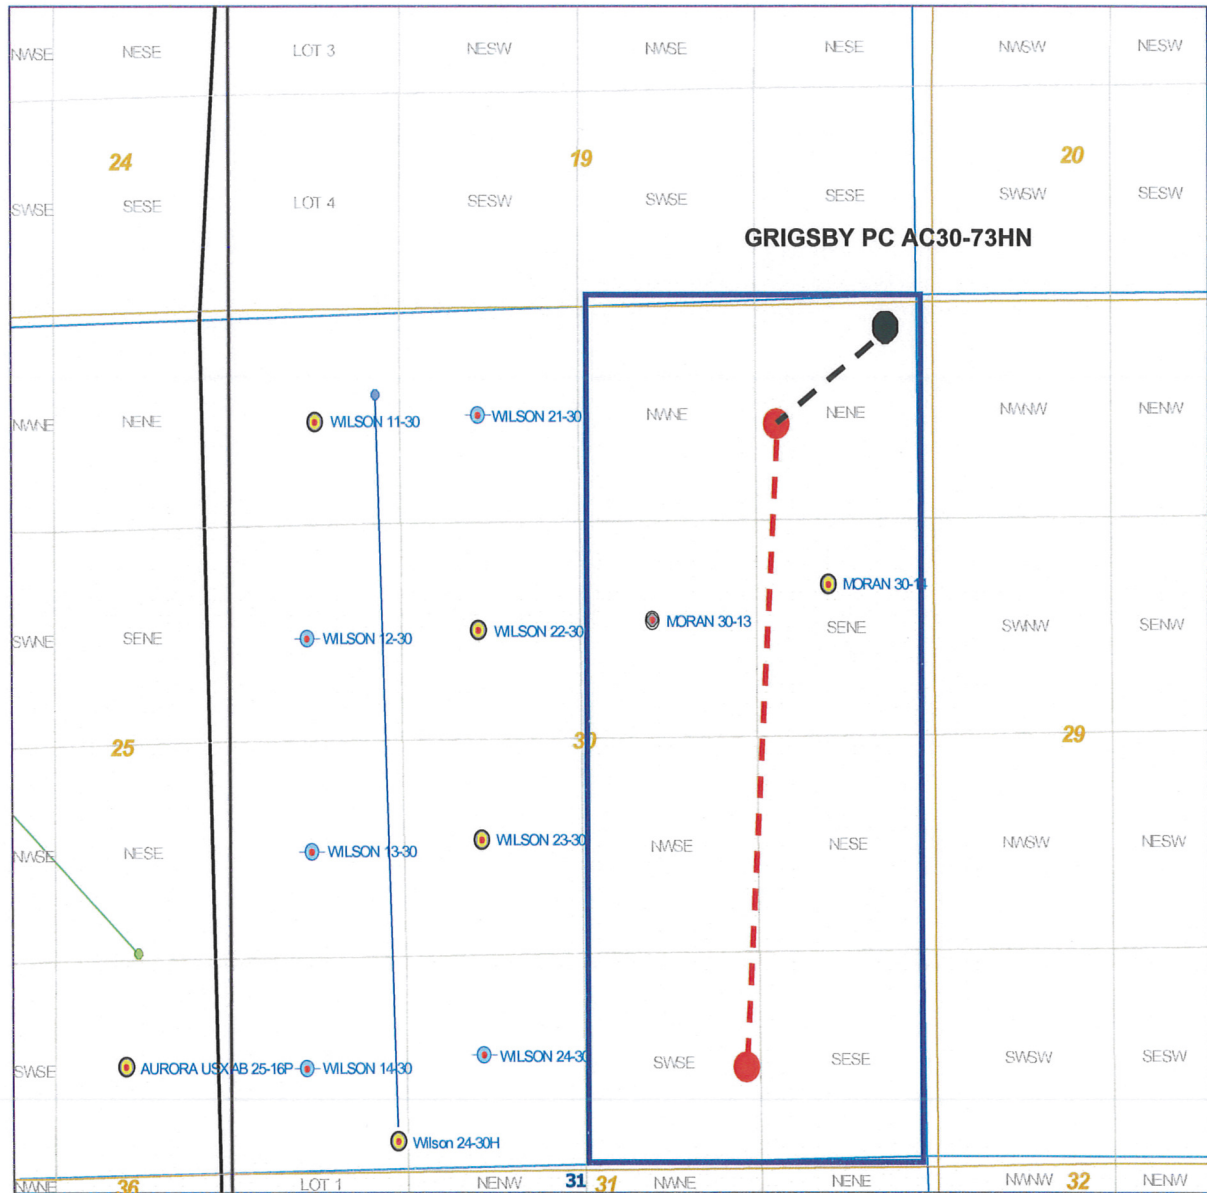 NWSE NESE LOT 3 NESW NWSE NESE NWSW NESW
24 19 20
SWSE SESE LOT 4 SESW SWSE SESE SWSW SESW
GRIGSBY PC AC30-73HN
NWNE NENE WILSON 11-30 WILSON 21-30 NWNE NENE NWNW NENW
MORAN 30-14
SWNE SENE WILSON 12-30 WILSON 22-30 MORAN 30-13 SENE SWNW SENW
25 30 29
NWSE NESE WILSON 13-30 WILSON 23-30 NWSE NESE NWSW NESW
SWSE AURORA USXAB 25-16P WILSON 14-30 WILSON 24-30 SWSE SESE SWSW SESW
Wilson 24-30H
NWNE 36 LOT 1 NENW 31 31 NWNE NENE NWNW 32 NENW